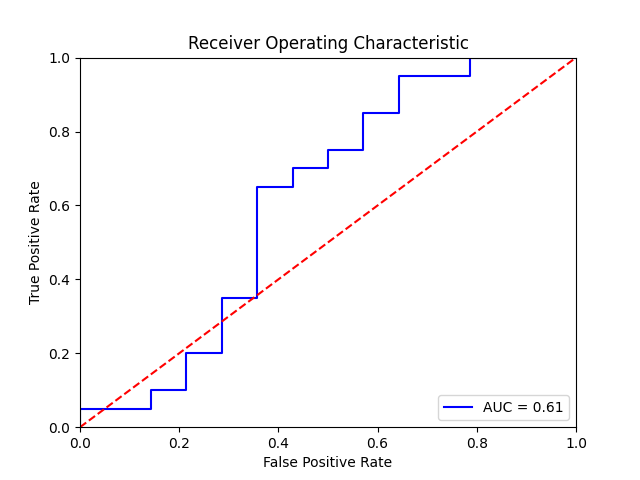 Receiver Operating Characteristic
1.0
0.8
0.6
0.4
0.2
0.0
True Positive Rate
AUC = 0.61
0.0 0.2 0.4 0.6 0.8 1.0
False Positive Rate